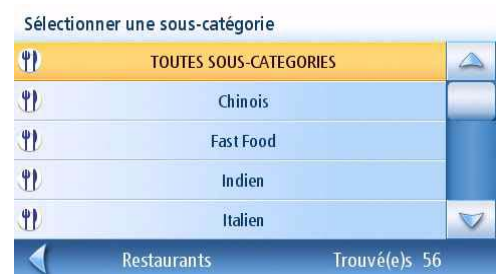 Sélectionner une sous-catégorie
TOUTES SOUS-CATEGORIES
Chinois
Fast Food
Indien
Italien
Restaurants Trouvé(e)s 56